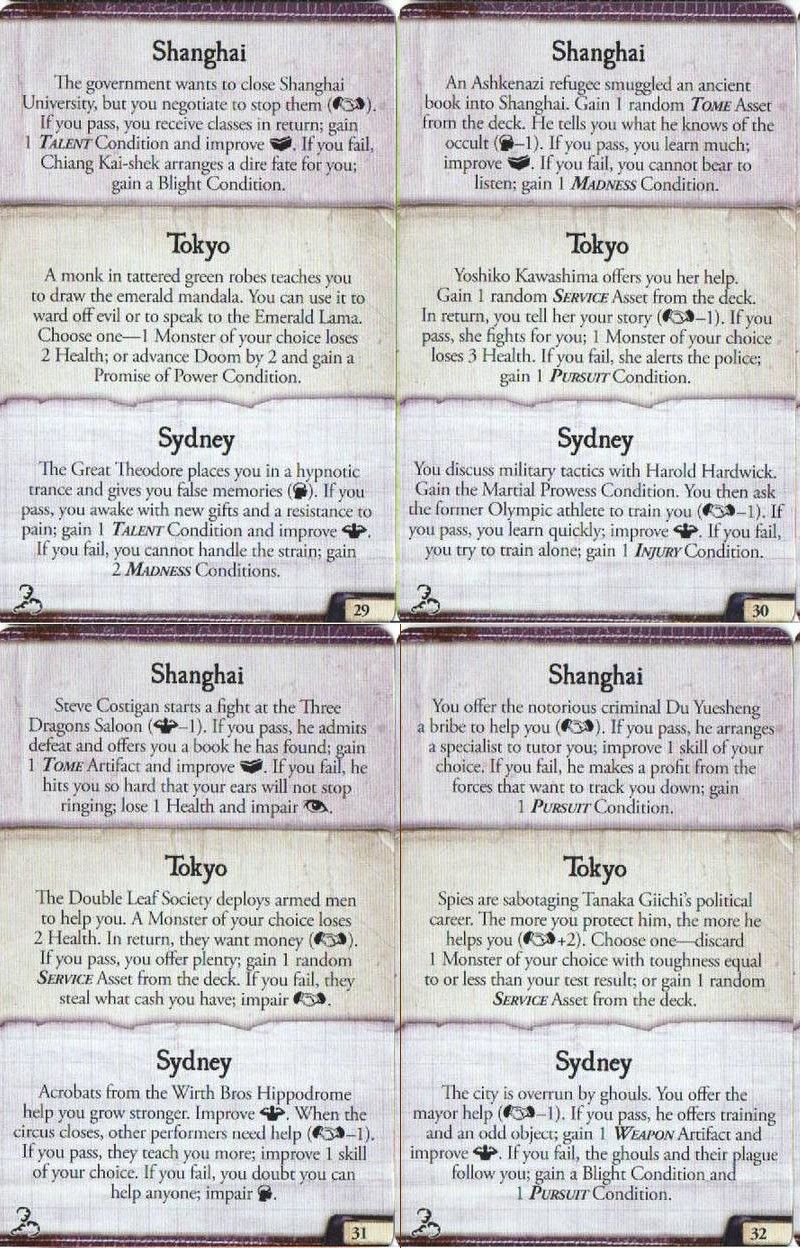 Shanghai
The government wants to close Shanghai
University, but you negotiate to stop them ( ).
If you pass, you receive classes in return; gain
1 TALENT Condition and improve . If you fail,
Chiang Kai-shek arranges a dire fate for you;
gain a Blight Condition.
Tokyo
A monk in tattered green robes teaches you
to draw the emerald mandala. You can use it to
ward off evil or to speak to the Emerald Lama.
Choose one—1 Monster of your choice loses
2 Health; or advance Doom by 2 and gain a
Promise of Power Condition.
Sydney
The Great Theodore places you in a hypnotic
trance and gives you false memories ( ). If you
pass, you awake with new gifts and a resistance to
pain; gain 1 TALENT Condition and improve .
If you fail, you cannot handle the strain; gain
2 MADNESS Conditions.
29
Shanghai
An Ashkenazi refugee smuggled an ancient
book into Shanghai. Gain 1 random TOME Asset
from the deck. He tells you what he knows of the
occult ( –1). If you pass, you learn much;
improve . If you fail, you cannot bear to
listen; gain 1 MADNESS Condition.
Tokyo
Yoshiko Kawashima offers you her help.
Gain 1 random SERVICE Asset from the deck.
In return, you tell her your story ( –1). If you
pass, she fights for you; 1 Monster of your choice
loses 3 Health. If you fail, she alerts the police;
gain 1 PURSUIT Condition.
Sydney
You discuss military tactics with Harold Hardwick.
Gain the Martial Prowess Condition. You then ask
the former Olympic athlete to train you ( –1). If
you pass, you learn quickly; improve . If you fail,
you try to train alone; gain 1 INJURY Condition.
30
Shanghai
Steve Costigan starts a fight at the Three
Dragons Saloon ( –1). If you pass, he admits
defeat and offers you a book he has found; gain
1 TOME Artifact and improve . If you fail, he
hits you so hard that your ears will not stop
ringing; lose 1 Health and impair .
Tokyo
The Double Leaf Society deploys armed men
to help you. A Monster of your choice loses
2 Health. In return, they want money ( ).
If you pass, you offer plenty; gain 1 random
SERVICE Asset from the deck. If you fail, they
steal what cash you have; impair .
Sydney
Acrobats from the Wirth Bros Hippodrome
help you grow stronger. Improve . When the
circus closes, other performers need help ( –1).
If you pass, they teach you more; improve 1 skill
of your choice. If you fail, you doubt you can
help anyone; impair .
31
Shanghai
You offer the notorious criminal Du Yuesheng
a bribe to help you ( ). If you pass, he arranges
a specialist to tutor you; improve 1 skill of your
choice. If you fail, he makes a profit from the
forces that want to track you down; gain
1 PURSUIT Condition.
Tokyo
Spies are sabotaging Tanaka Giichi's political
career. The more you protect him, the more he
helps you ( +2). Choose one—discard
1 Monster of your choice with toughness equal
to or less than your test result; or gain 1 random
SERVICE Asset from the deck.
Sydney
The city is overrun by ghouls. You offer the
mayor help ( –1). If you pass, he offers training
and an odd object; gain 1 WEAPON Artifact and
improve . If you fail, the ghouls and their plague
follow you; gain a Blight Condition and
1 PURSUIT Condition.
32